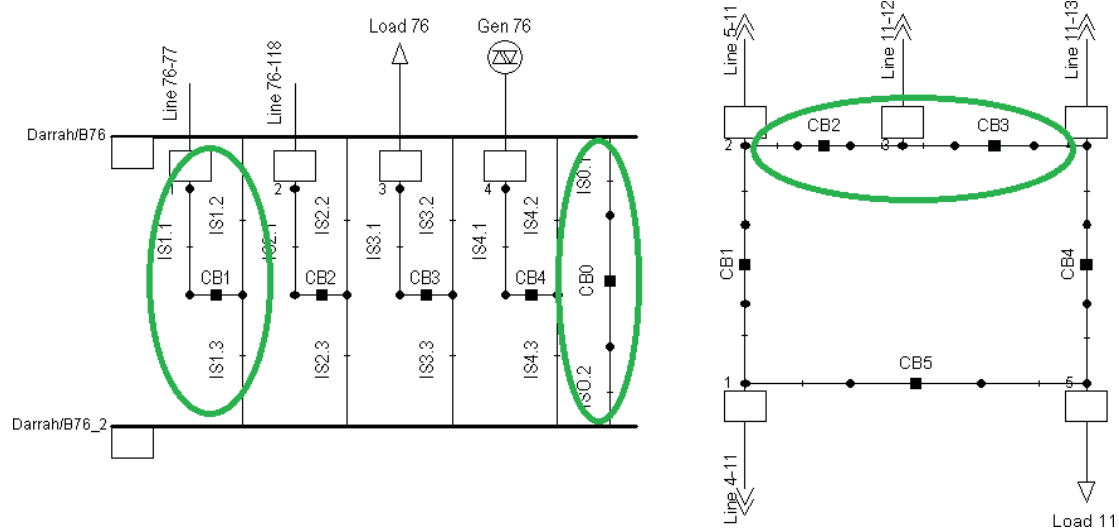 Load 76
Gen 76
Line 76-77
Line 76-118
Darrah/B76
1
2
3
4
IS1.1
IS1.2
IS2.1
IS2.2
IS3.1
IS3.2
IS4.1
IS4.2
IS0.1
CB1
CB2
CB3
CB4
CB0
IS1.3
IS2.3
IS3.3
IS4.3
ISO.2
Darrah/B76_2
Line 5-11
Line 11-12
Line 11-13
2
CB2
3
CB3
CB1
CB4
1
CB5
5
Line 4-11
Load 11